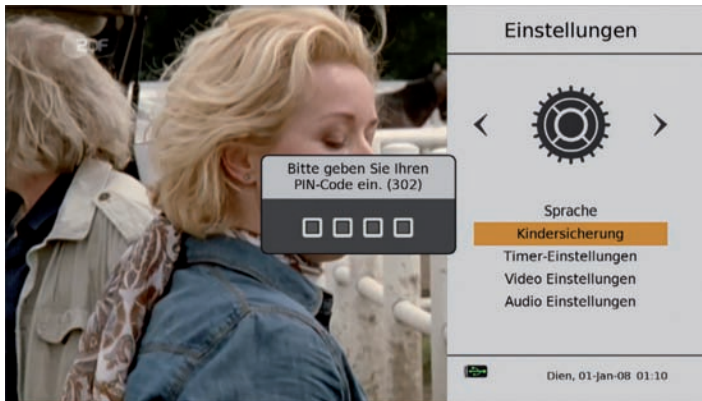 ZDF
Einstellungen
Bitte geben Sie Ihren
PIN-Code ein. (302)
Sprache
Kindersicherung
Timer-Einstellungen
Video Einstellungen
Audio Einstellungen
Dien, 01-Jan-08 01:10